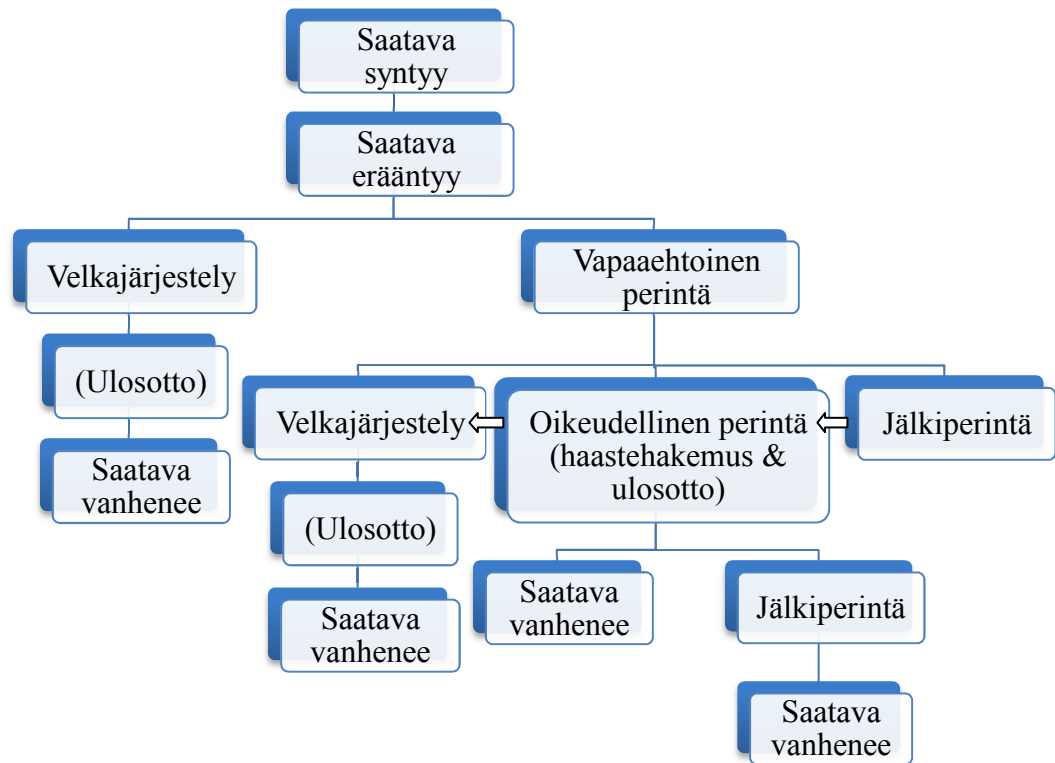 Saatava
syntyy
Saatava
erääntyy
Velkajärjestely
Vapaaehtoinen
perintä
(Ulosotto)
Saatava
vanhenee
Velkajärjestely
Oikeudellinen perintä
(haastehakemus &
ulosotto)
Jälkiperintä
(Ulosotto)
Saatava
vanhenee
Saatava
vanhenee
Jälkiperintä
Saatava
vanhenee